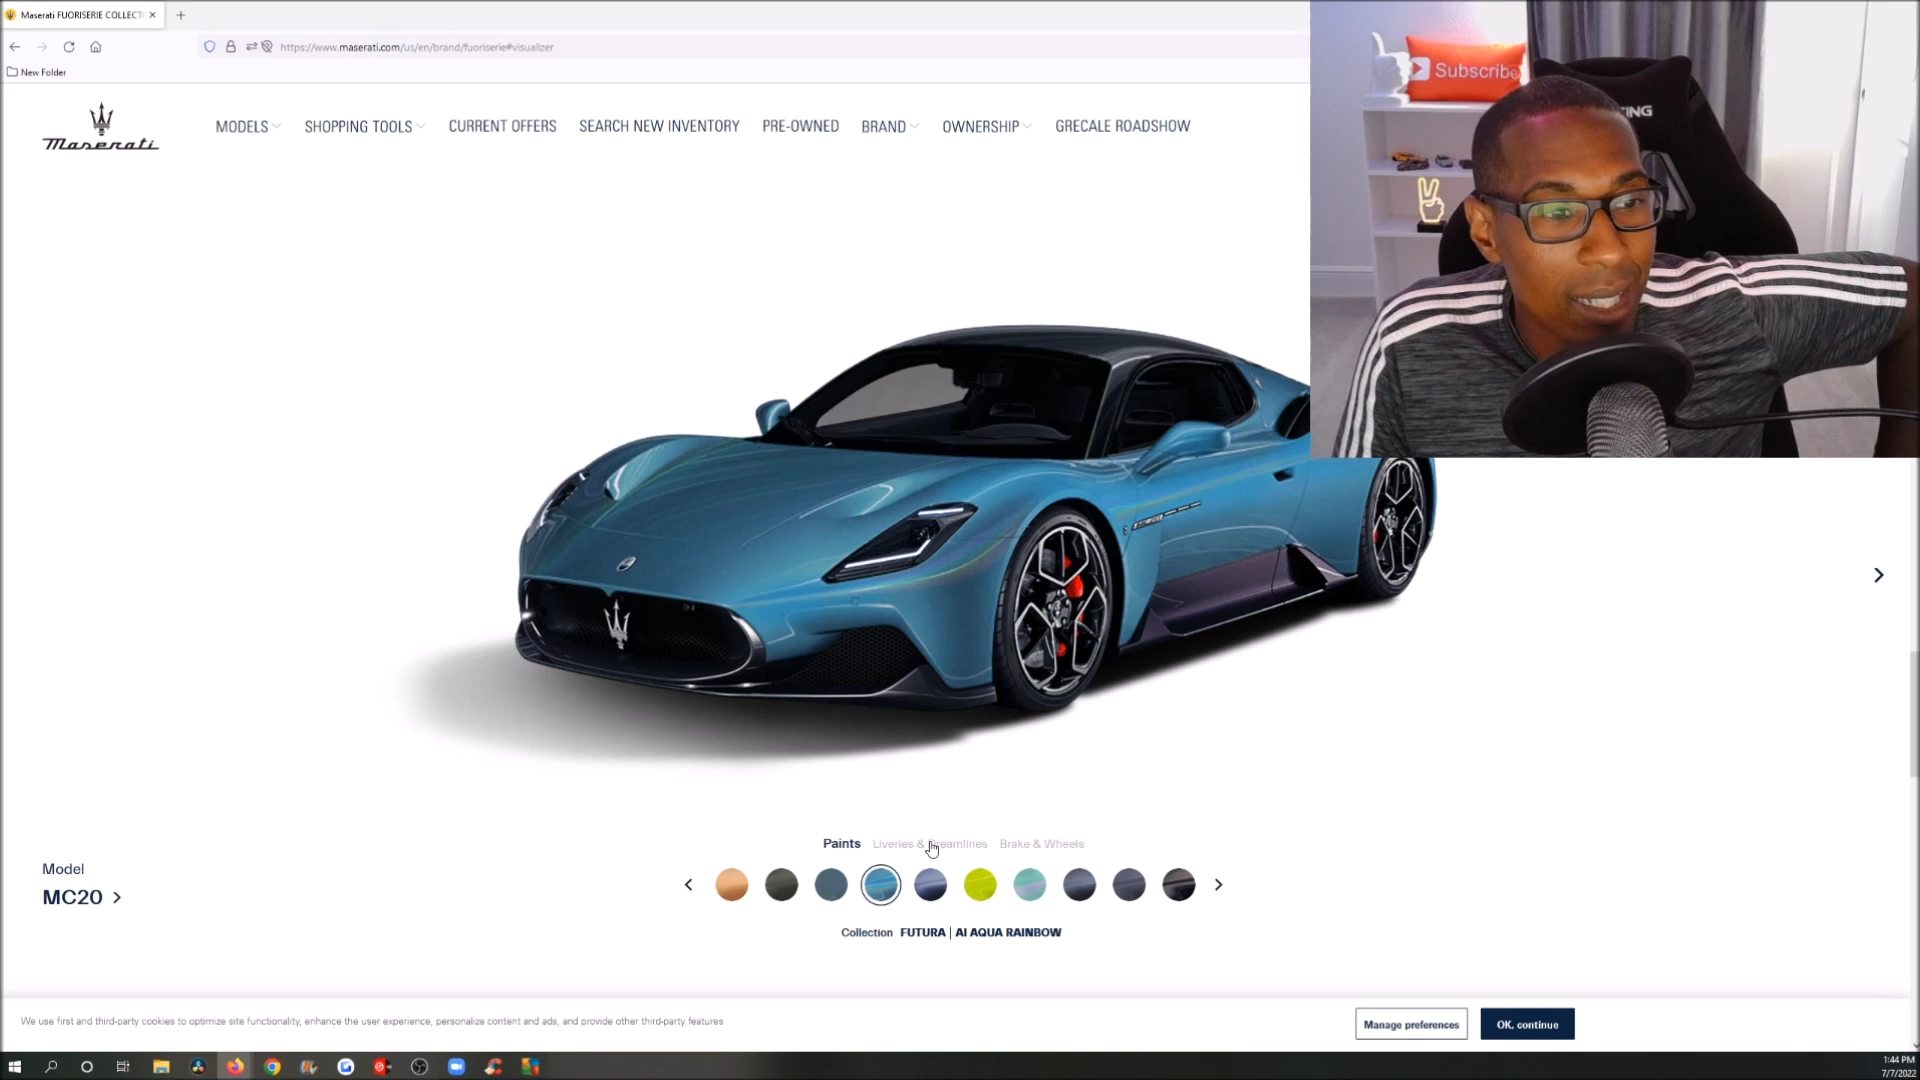 Maserati FUORISERIE COLLECTI
https://www.maserati.com/us/en/brand/fuoriserie#visualizer
New Folder
Maserati
MODELS SHOPPING TOOLS CURRENT OFFERS SEARCH NEW INVENTORY PRE-OWNED BRAND OWNERSHIP GRECALE ROADSHOW
Subscribe
ING
Paints Liveries & Dreamlines Brake & Wheels
Model
MC20
Collection FUTURA | AI AQUA RAINBOW
We use first and third-party cookies to optimize site functionality, enhance the user experience, personalize content and ads, and provide other third-party features
Manage preferences
OK, continue
1:44 PM
7/7/2022